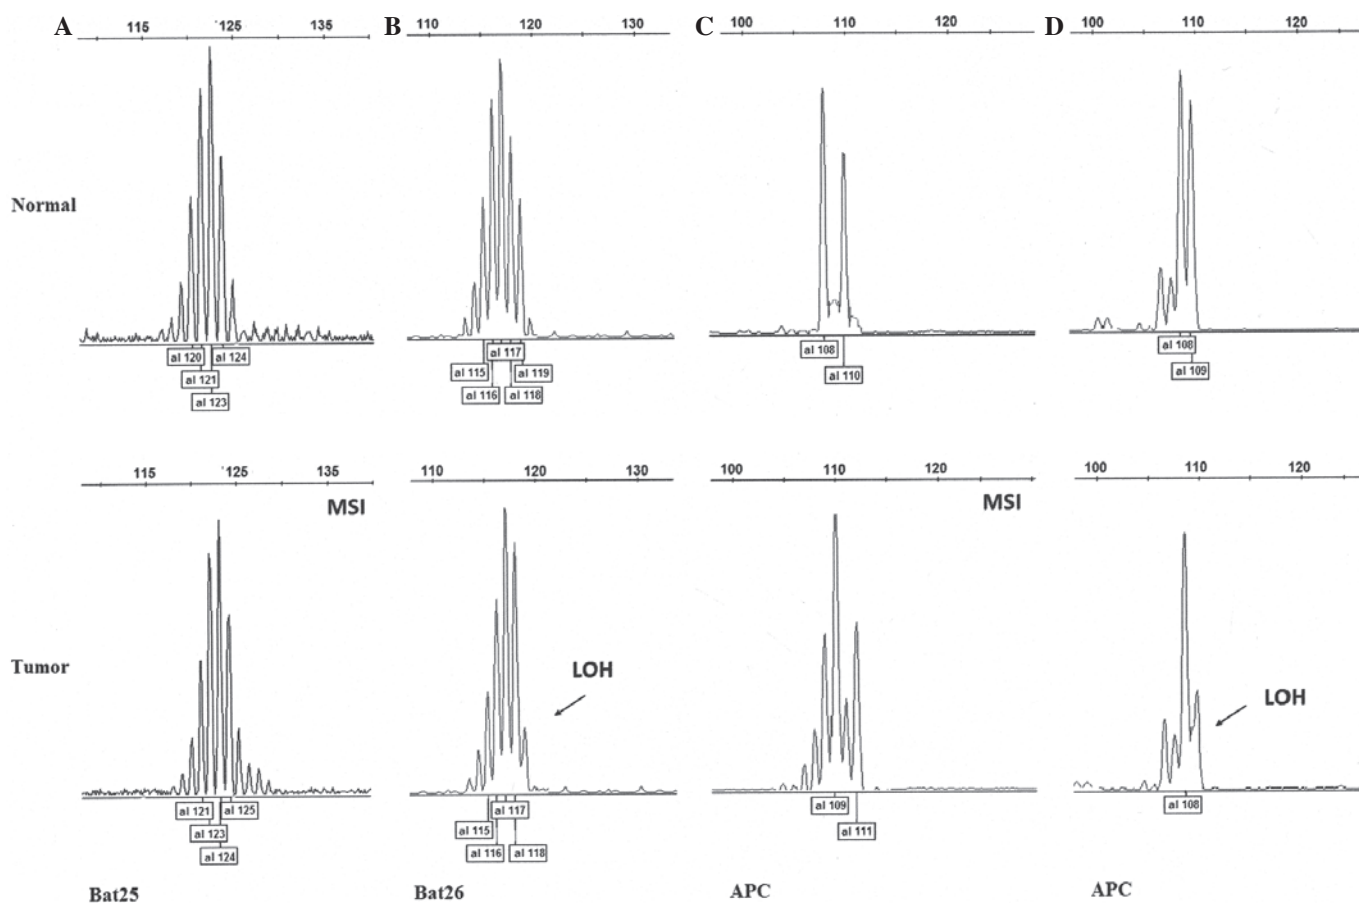 A 115 125 135
B 110 120 130
C 100 110 120
D 100 110 120
Normal
al 120 al 124
al 121
al 123
al 117
al 115 al 119
al 116 al 118
al 108
al 110
al 108
al 109
115 125 135
110 120 130
100 110 120
100 110 120
MSI
MSI
Tumor
LOH
LOH
al 121 al 125
al 123
al 124
al 117
al 115
al 116 al 118
al 109
al 111
al 108
Bat25
Bat26
APC
APC